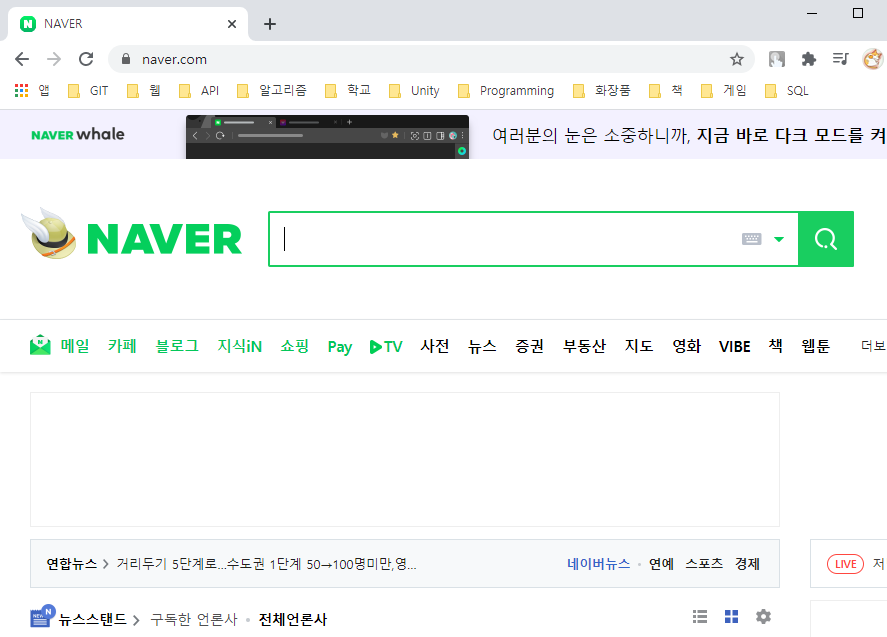 NAVER
naver.com
앱 GIT 웹 API 알고리즘 학교 Unity Programming 화장품 책 게임 SQL
NAVER whale 여러분의 눈은 소중하니까, 지금 바로 다크 모드를 켜
NAVER
메일 카페 블로그 지식iN 쇼핑 Pay TV 사전 뉴스 증권 부동산 지도 영화 VIBE 책 웹툰 더보
연합뉴스 > 거리두기 5단계로...수도권 1단계 50→100명미만,영... 네이버뉴스 · 연예 스포츠 경제 LIVE 저
뉴스스탠드 > 구독한 언론사 · 전체언론사